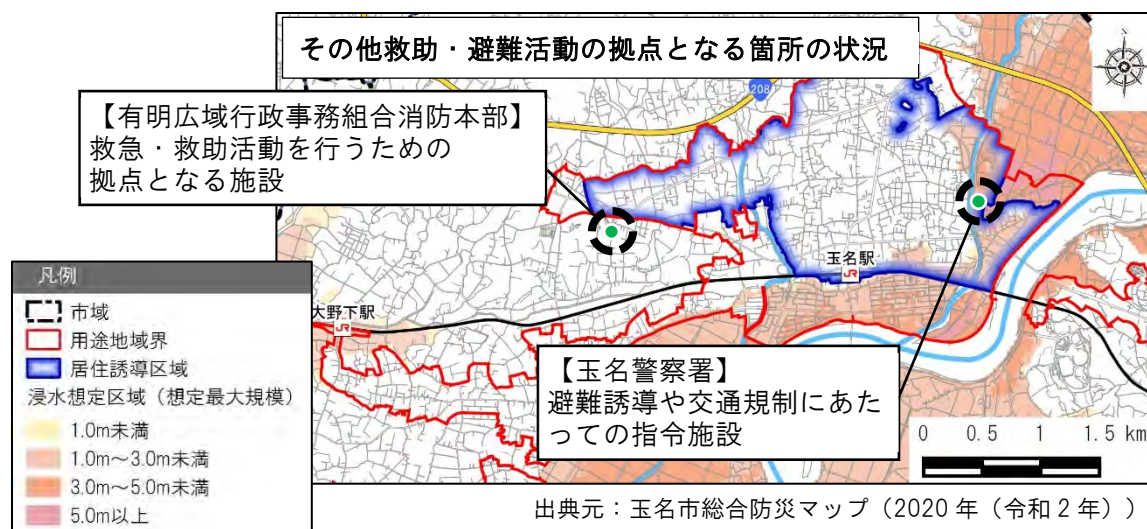 その他救助・避難活動の拠点となる箇所の状況
N
208
【有明広域行政事務組合消防本部】
救急・救助活動を行うための
拠点となる施設
玉名駅
JR
大野下駅
JR
凡例
市域
用途地域界
居住誘導区域
浸水想定区域（想定最大規模）
1.0m未満
1.0m～3.0m未満
3.0m～5.0m未満
5.0m以上
【玉名警察署】
避難誘導や交通規制にあた
っての指令施設
0 0.5 1 1.5 km
出典元：玉名市総合防災マップ（2020 年（令和２年））